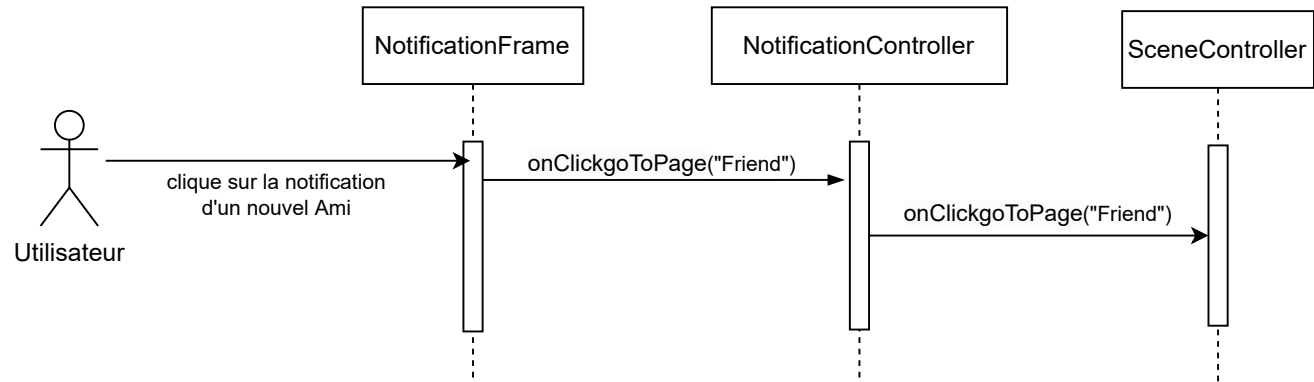 NotificationFrame
NotificationController
SceneController
onClickgoToPage("Friend")
clique sur la notification
d'un nouvel Ami
onClickgoToPage("Friend")
Utilisateur